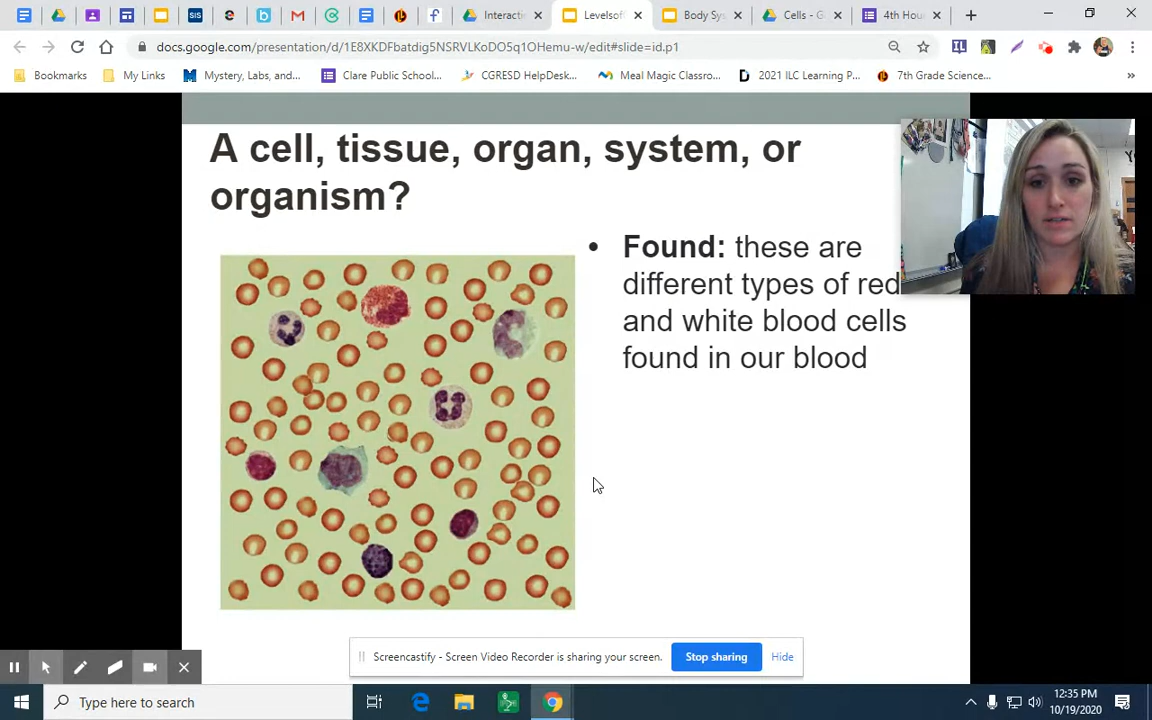 Interacti
Levelsof
Body Sys
Cells - G
4th Hour
docs.google.com/presentation/d/1E8XKDFbatdig5NSRVLKoDO5q1OHemu-w/edit#slide=id.p1
Bookmarks
My Links
Mystery, Labs, and...
Clare Public School...
CGRESD HelpDesk...
Meal Magic Classro...
2021 ILC Learning P...
7th Grade Science...
»
A cell, tissue, organ, system, or
organism?
• Found: these are
different types of red
and white blood cells
found in our blood
Screencastify - Screen Video Recorder is sharing your screen.
Stop sharing
Hide
Type here to search
12:35 PM
10/19/2020